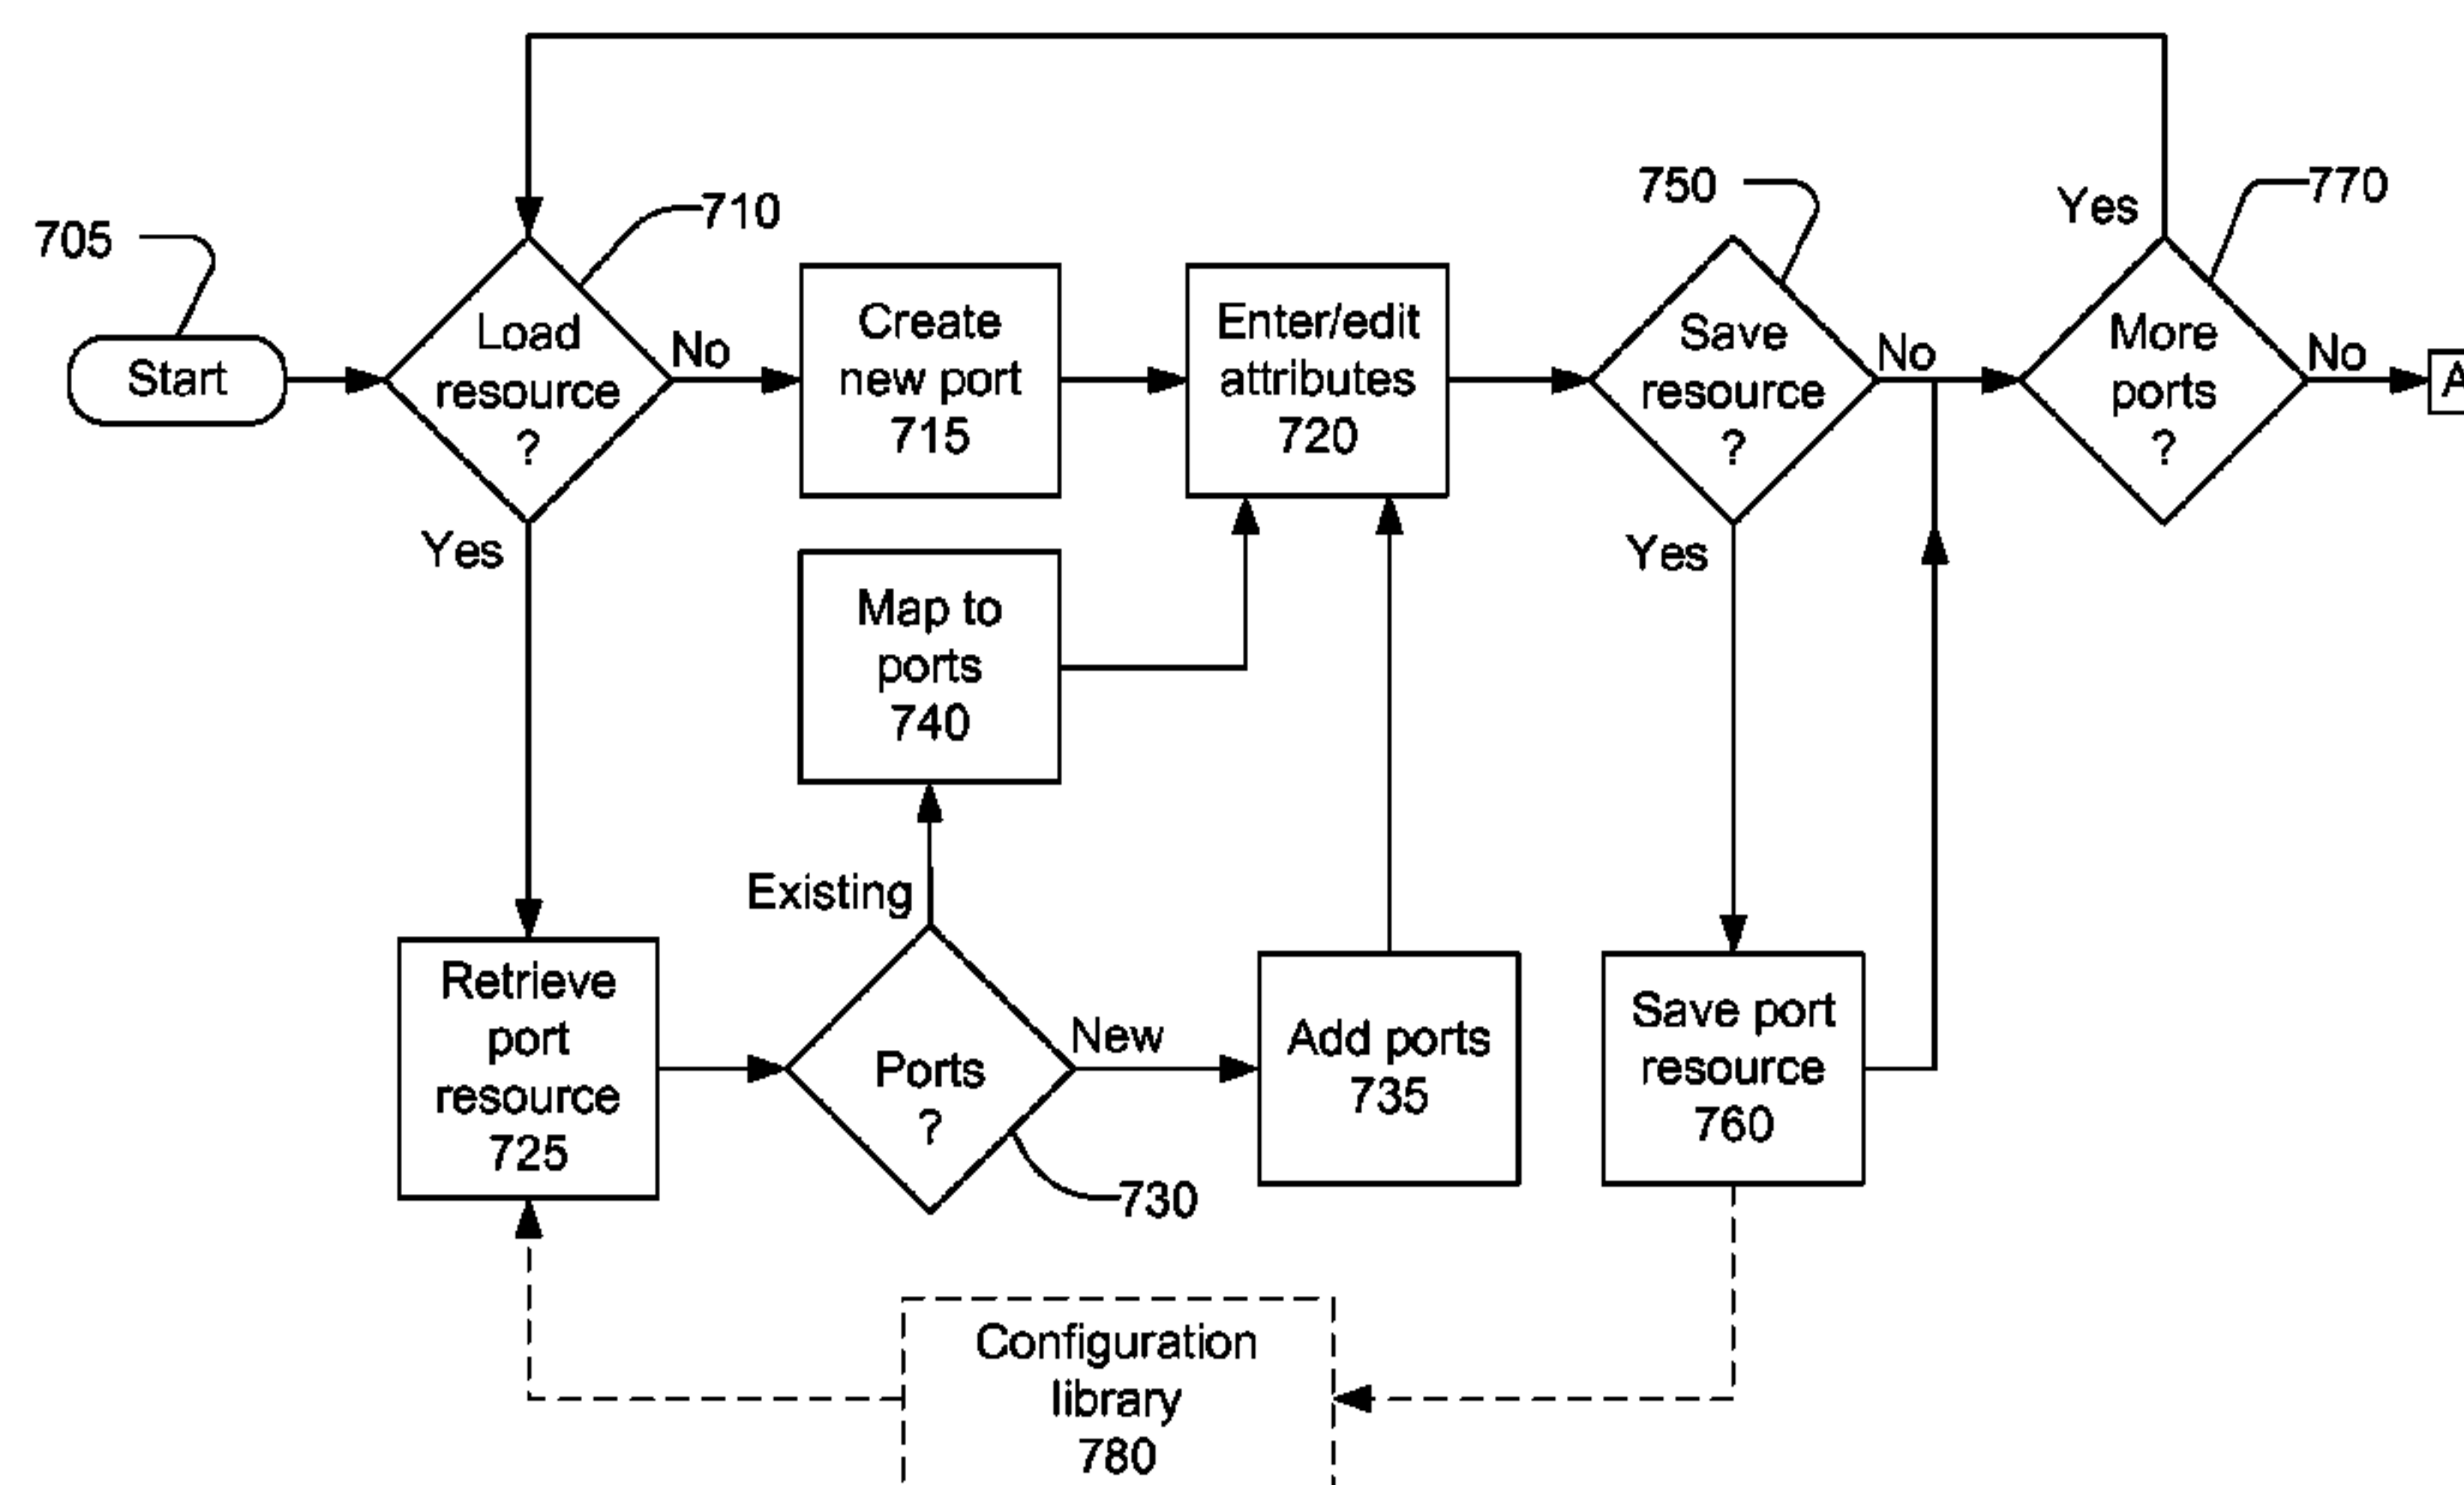 705
Start
710
Load
resource
?
No
Yes
Create
new port
715
Enter/edit
attributes
720
750
Save
resource
?
No
Yes
770
Yes
More
ports
?
No
A
Map to
ports
740
Existing
Retrieve
port
resource
725
Ports
?
New
730
Add ports
735
Save port
resource
760
Configuration
library
780